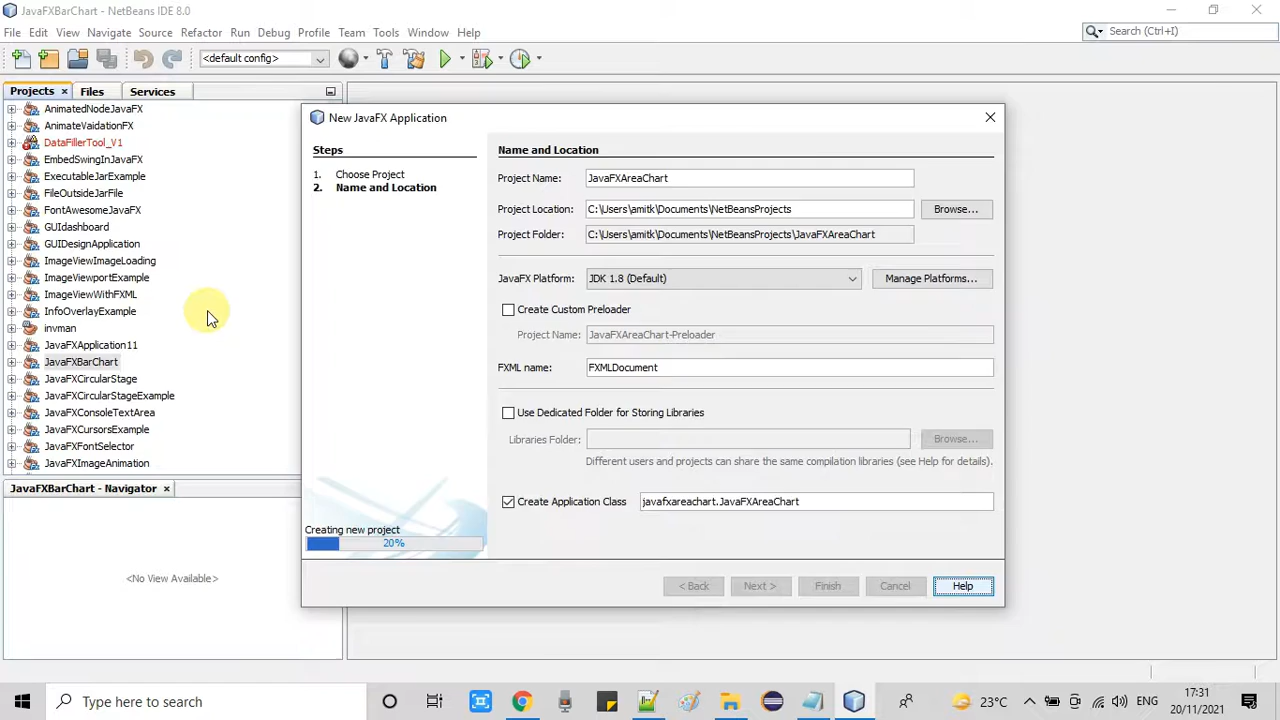 JavaFXBarChart - NetBeans IDE 8.0
File Edit View Navigate Source Refactor Run Debug Profile Team Tools Window Help
Search (Ctrl+I)
<default config>
Projects × Files Services
AnimatedNodeJavaFX
AnimateVaidationFX
DataFillerTool_V1
EmbedSwingInJavaFX
ExecutableJarExample
FileOutsideJarFile
FontAwesomeJavaFX
GUIdashboard
GUIDesignApplication
ImageViewImageLoading
ImageViewportExample
ImageViewWithFXML
InfoOverlayExample
invman
JavaFXApplication11
JavaFXBarChart
JavaFXCircularStage
JavaFXCircularStageExample
JavaFXConsoleTextArea
JavaFXCursorsExample
JavaFXFontSelector
JavaFXImageAnimation
JavaFXBarChart - Navigator ×
<No View Available>
New JavaFX Application
Steps
1. Choose Project
2. Name and Location
Creating new project
20%
Name and Location
Project Name: JavaFXAreaChart
Project Location: C:\Users\amitk\Documents\NetBeansProjects Browse...
Project Folder: C:\Users\amitk\Documents\NetBeansProjects\JavaFXAreaChart
JavaFX Platform: JDK 1.8 (Default) Manage Platforms...
Create Custom Preloader
Project Name: JavaFXAreaChart-Preloader
FXML name: FXMLDocument
Use Dedicated Folder for Storing Libraries
Libraries Folder: Browse...
Different users and projects can share the same compilation libraries (see Help for details).
Create Application Class javafxareachart.JavaFXAreaChart
< Back Next > Finish Cancel Help
Type here to search
23°C
ENG
17:31
20/11/2021